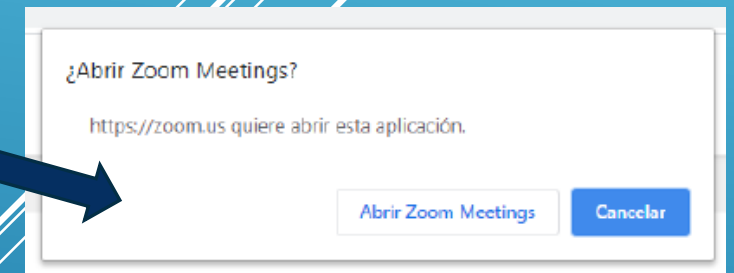 ¿Abrir Zoom Meetings?
https://zoom.us quiere abrir esta aplicación.
Abrir Zoom Meetings
Cancelar